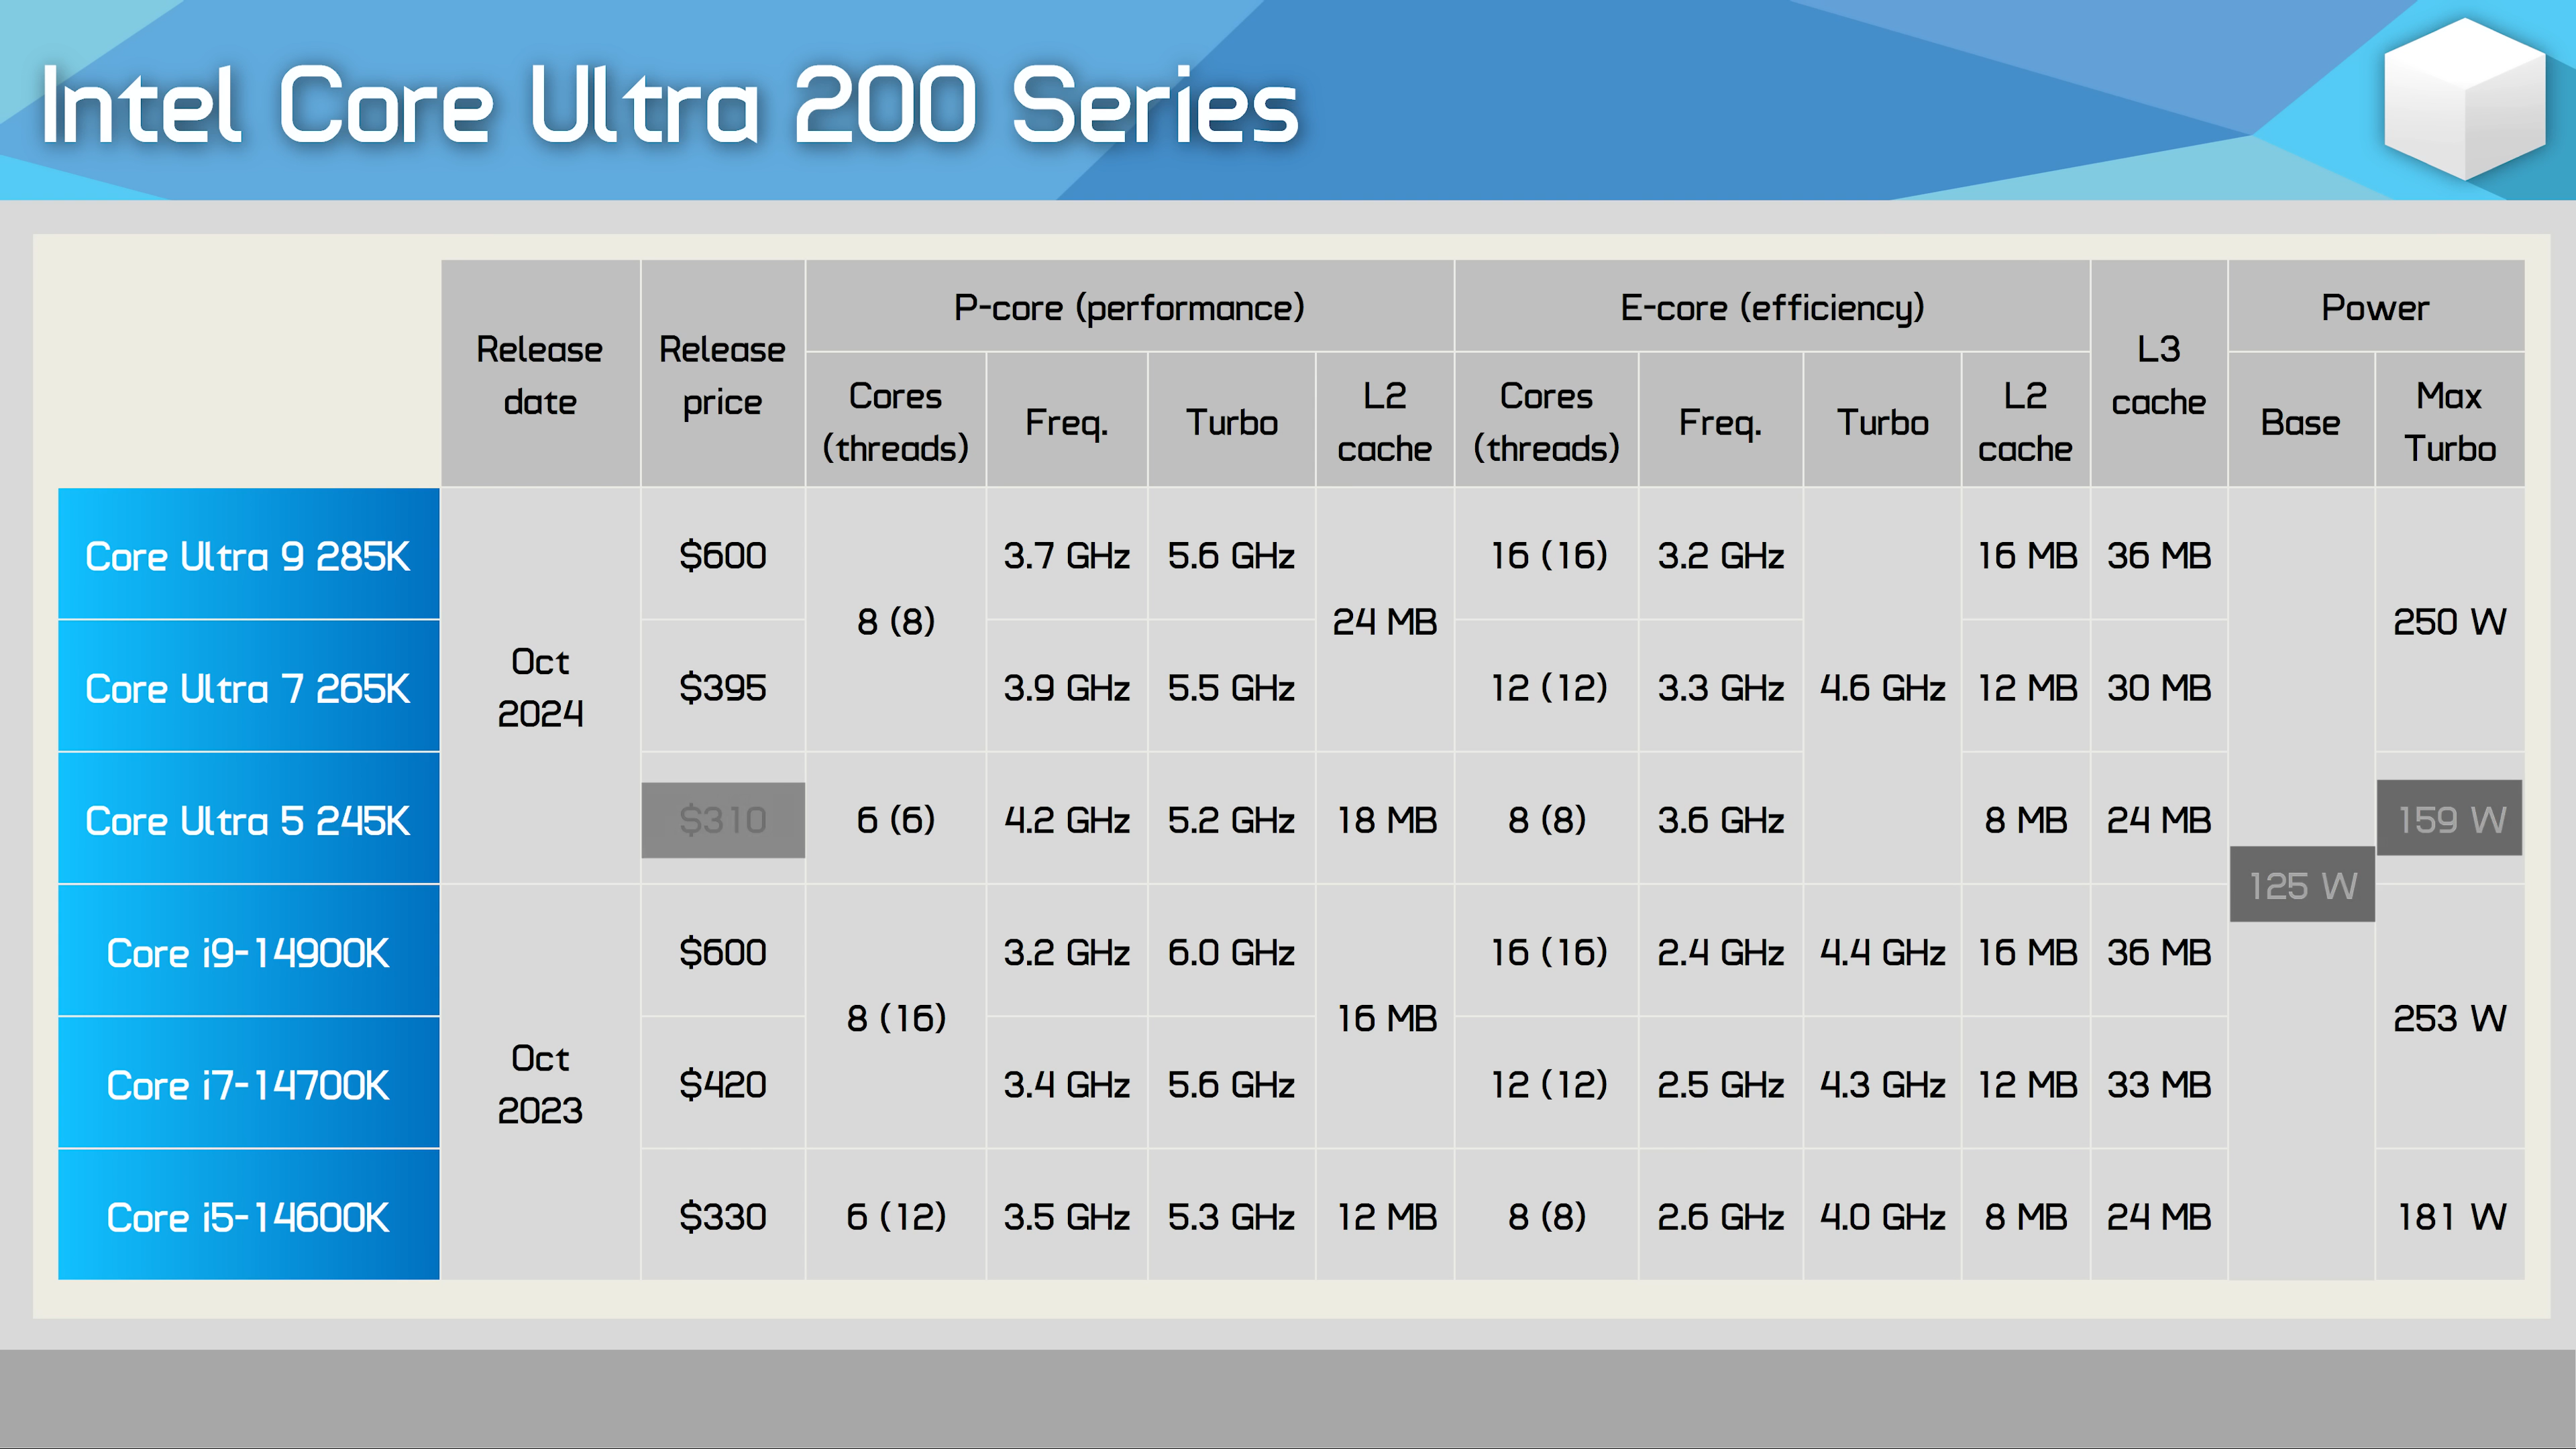 Intel Core Ultra 200 Series
Release date
Release price
P-core (performance)
E-core (efficiency)
L3 cache
Power
Cores (threads)
Freq.
Turbo
L2 cache
Cores (threads)
Freq.
Turbo
L2 cache
Base
Max Turbo
Core Ultra 9 285K
Oct 2024
$600
8 (8)
3.7 GHz
5.6 GHz
24 MB
16 (16)
3.2 GHz
4.6 GHz
16 MB
36 MB
125 W
250 W
Core Ultra 7 265K
$395
3.9 GHz
5.5 GHz
12 (12)
3.3 GHz
12 MB
30 MB
Core Ultra 5 245K
$310
6 (6)
4.2 GHz
5.2 GHz
18 MB
8 (8)
3.6 GHz
8 MB
24 MB
159 W
Core i9-14900K
Oct 2023
$600
8 (16)
3.2 GHz
6.0 GHz
16 MB
16 (16)
2.4 GHz
4.4 GHz
16 MB
36 MB
253 W
Core i7-14700K
$420
3.4 GHz
5.6 GHz
12 (12)
2.5 GHz
4.3 GHz
12 MB
33 MB
Core i5-14600K
$330
6 (12)
3.5 GHz
5.3 GHz
12 MB
8 (8)
2.6 GHz
4.0 GHz
8 MB
24 MB
181 W